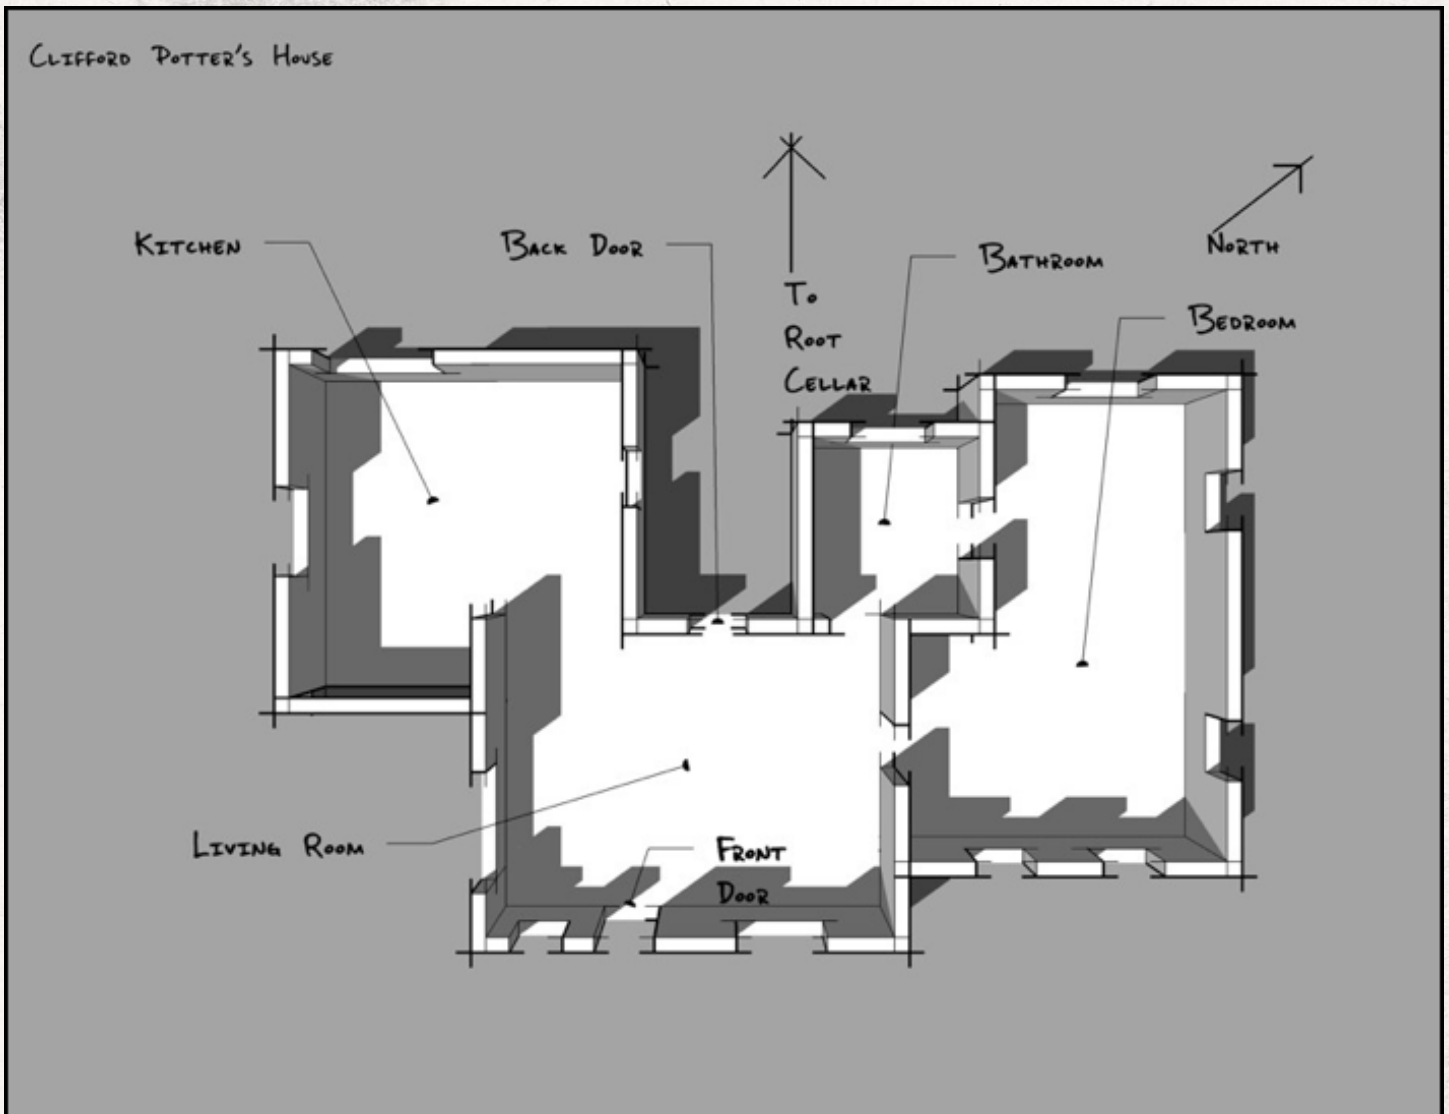 Clifford Potter's House
Kitchen
Back Door
To
Root
Cellar
Bathroom
North
Bedroom
Living Room
Front
Door